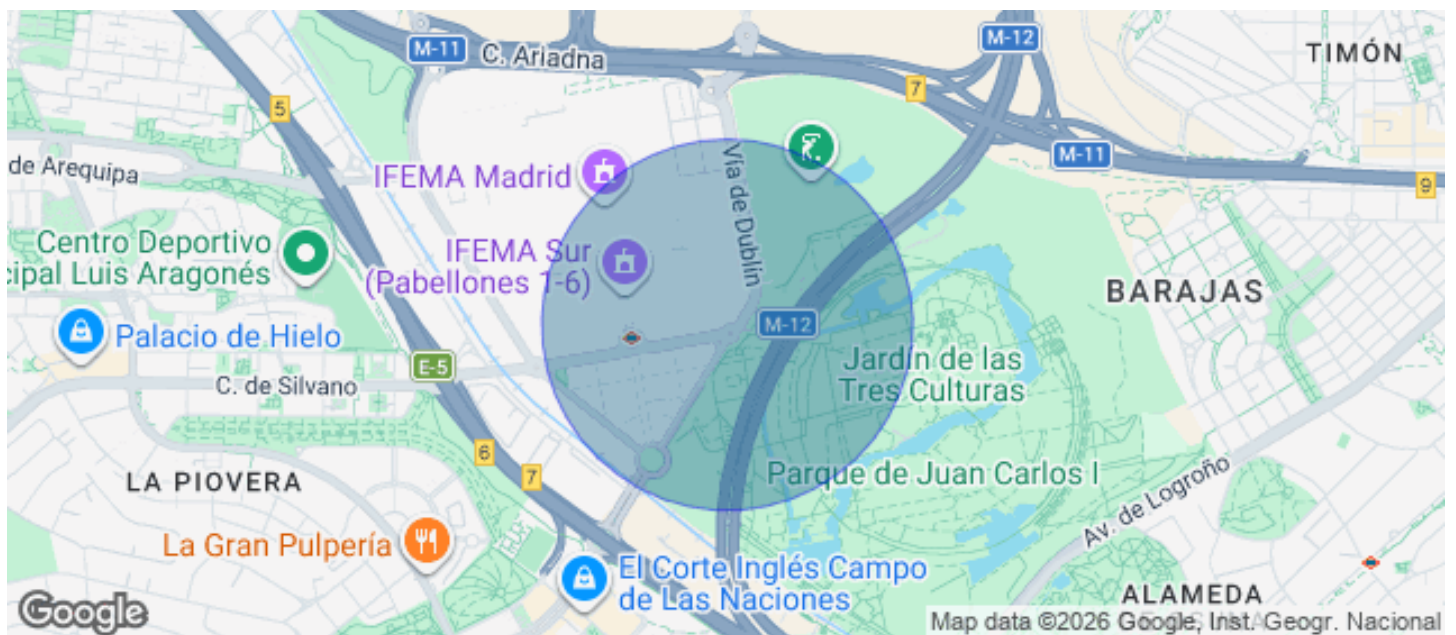 M-11
C. Ariadna
M-12
TIMÓN
7
5
de Arequipa
IFEMA Madrid
Vía de Dublín
M-11
9
Centro Deportivo
cipal Luis Aragonés
IFEMA Sur
(Pabellones 1-6)
BARAJAS
Palacio de Hielo
M-12
E-5
C. de Silvano
Jardín de las
Tres Culturas
6
7
LA PIOVERA
Parque de Juan Carlos I
Av. de Logroño
La Gran Pulpería
El Corte Inglés Campo
de Las Naciones
ALAMEDA
Google
Map data ©2026 Google, Inst. Geogr. Nacional